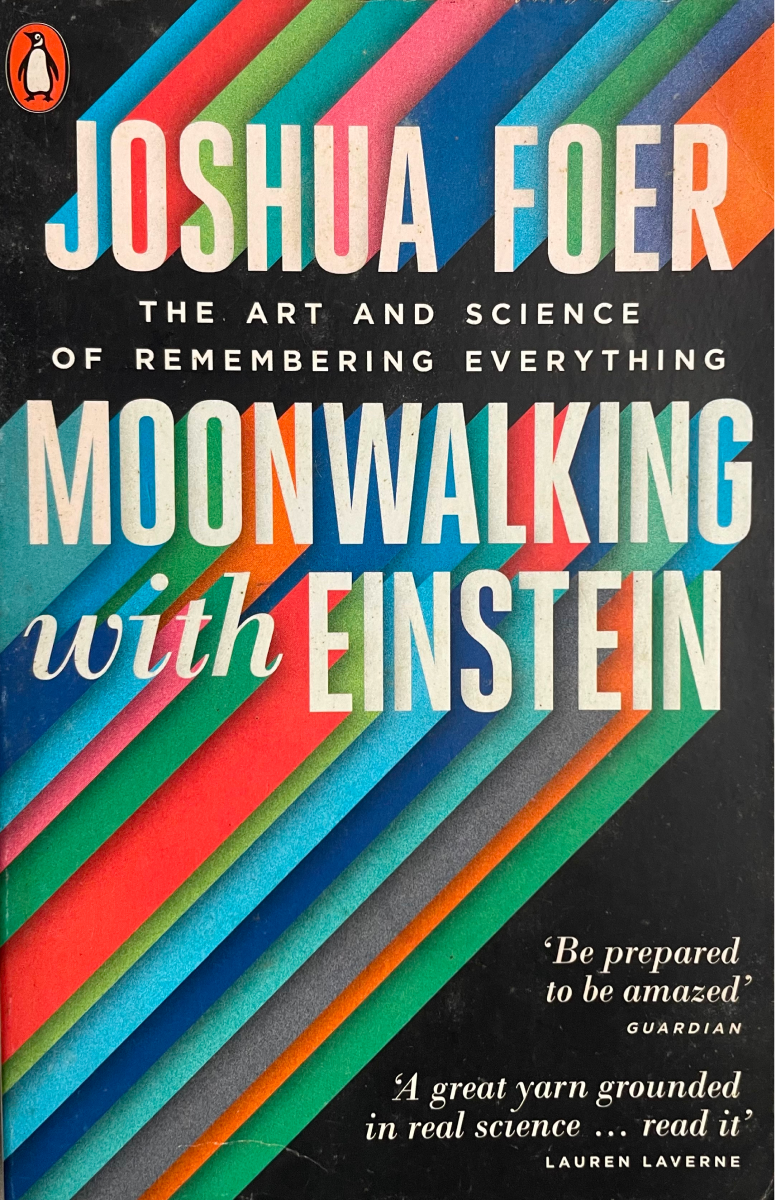 JOSHUA FOER
THE ART AND SCIENCE
OF REMEMBERING EVERYTHING
MOONWALKING
with EINSTEIN
‘Be prepared
to be amazed’
GUARDIAN
‘A great yarn grounded
in real science ... read it’
LAUREN LAVERNE